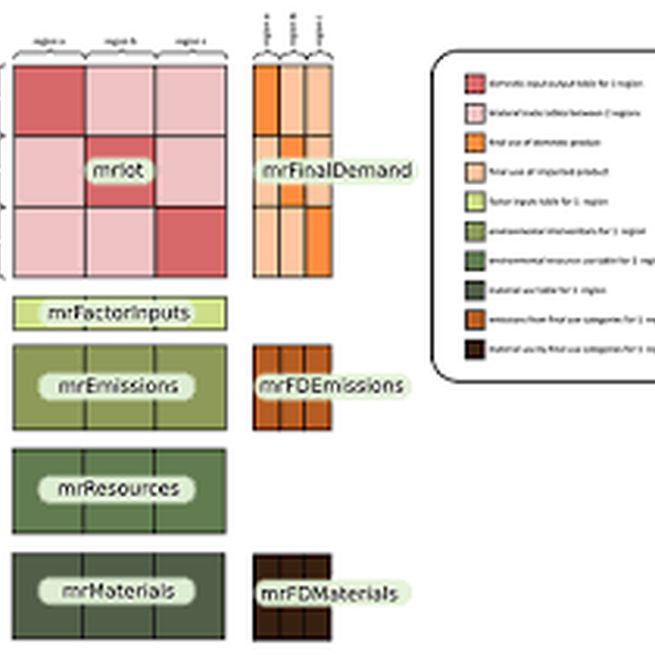 region a region b region c
region a region b region c
mrIot
mrFinalDemand
mrFactorInputs
mrEmissions
mrFDEmissions
mrResources
mrMaterials
mrFDMaterials
domestic input output table for 1 region
bilateral trade tables between 2 regions
final use of domestic product
final use of imported product
factor inputs table for 1 region
environmental interventions for 1 region
environmental resource use table for 1
material use table for 1 region
emissions from final use categories for 1
material use by final use categories for 1